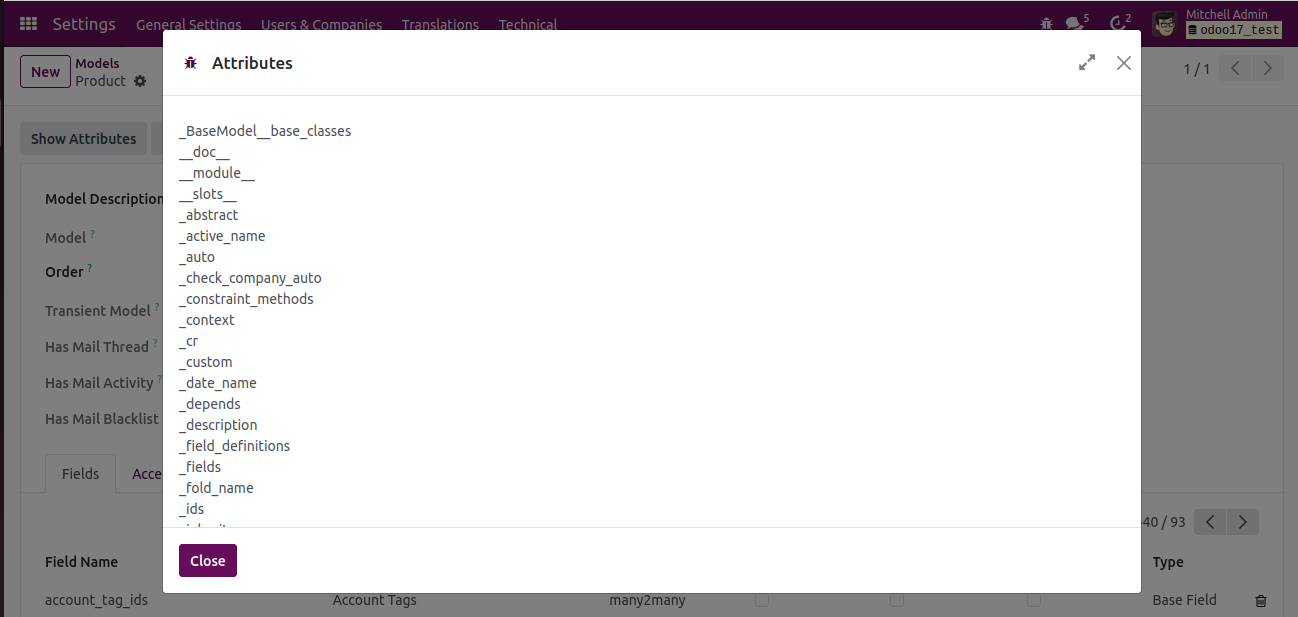 Settings General Settings Users & Companies Translations Technical 5 2 Mitchell Admin
odoo17_test
New Models
Product
1 / 1
Attributes
Show Attributes
_BaseModel__base_classes
__doc__
__module__
__slots__
_abstract
_active_name
_auto
_check_company_auto
_constraint_methods
_context
_cr
_custom
_date_name
_depends
_description
_field_definitions
_fields
_fold_name
_ids
Close
Model Description
Model ?
Order ?
Transient Model ?
Has Mail Thread ?
Has Mail Activity ?
Has Mail Blacklist
Fields Acce
-40 / 93
Field Name Type
account_tag_ids Account Tags many2many Base Field